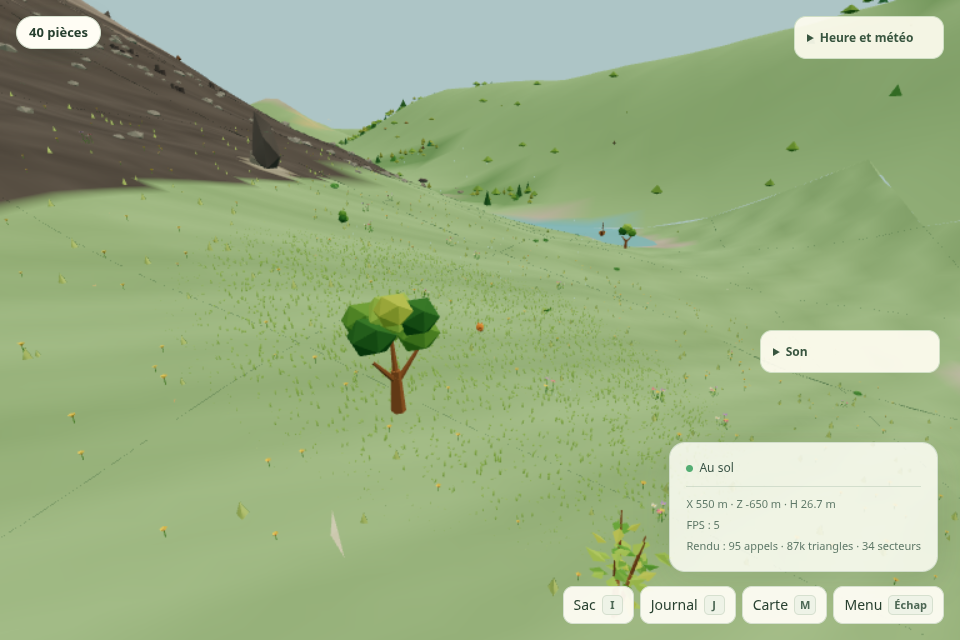 40 pièces
▶ Heure et météo
▶ Son
Au sol
X 550 m · Z -650 m · H 26.7 m
FPS : 5
Rendu : 95 appels · 87k triangles · 34 secteurs
Sac I Journal J Carte M Menu Échap